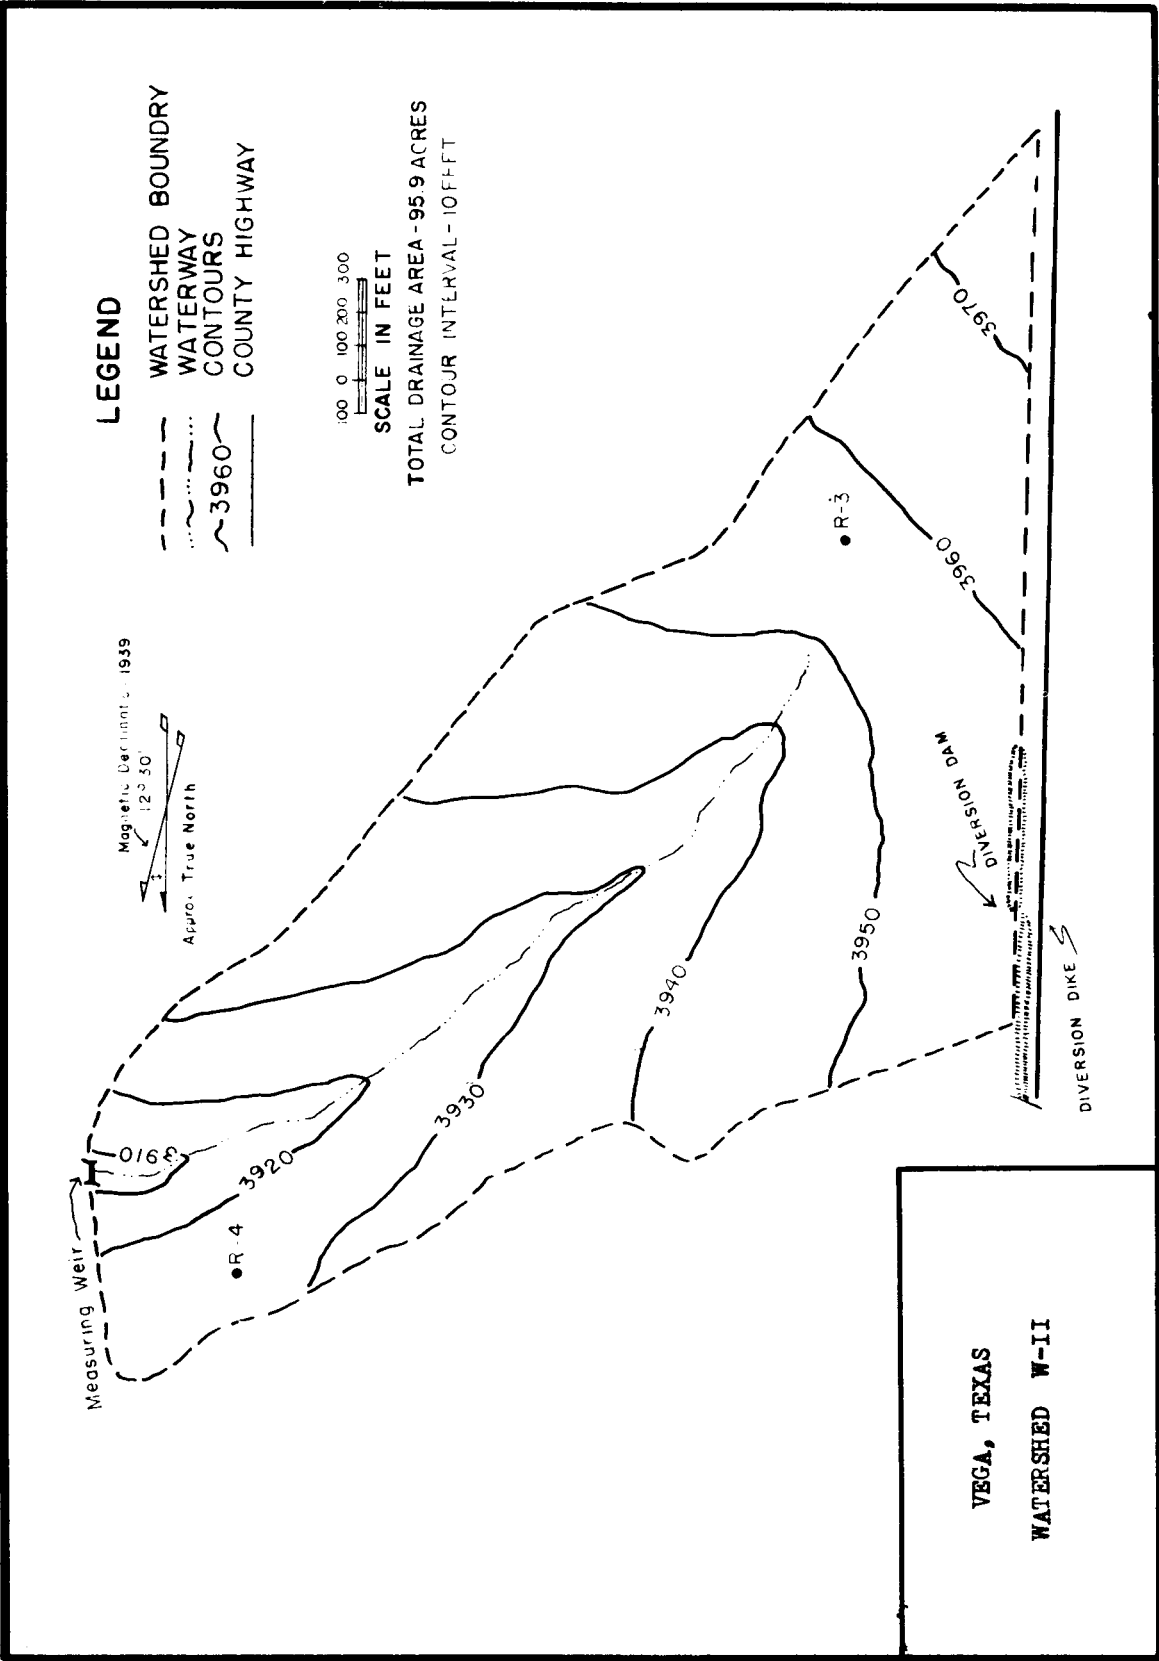 LEGEND
WATERSHED BOUNDRY
WATERWAY
3960 CONTOURS
COUNTY HIGHWAY
100 0 100 200 300
SCALE IN FEET
TOTAL DRAINAGE AREA-95.9 ACRES
CONTOUR INTERVAL-10 FEET
Magnetic 1939
12° 30'
Approx. True North
Measuring Weir
3910
3920
R-4
3930
3940
3950
R-3
3960
3970
DIVERSION DAM
DIVERSION DIKE
VEGA, TEXAS
WATERSHED W-II